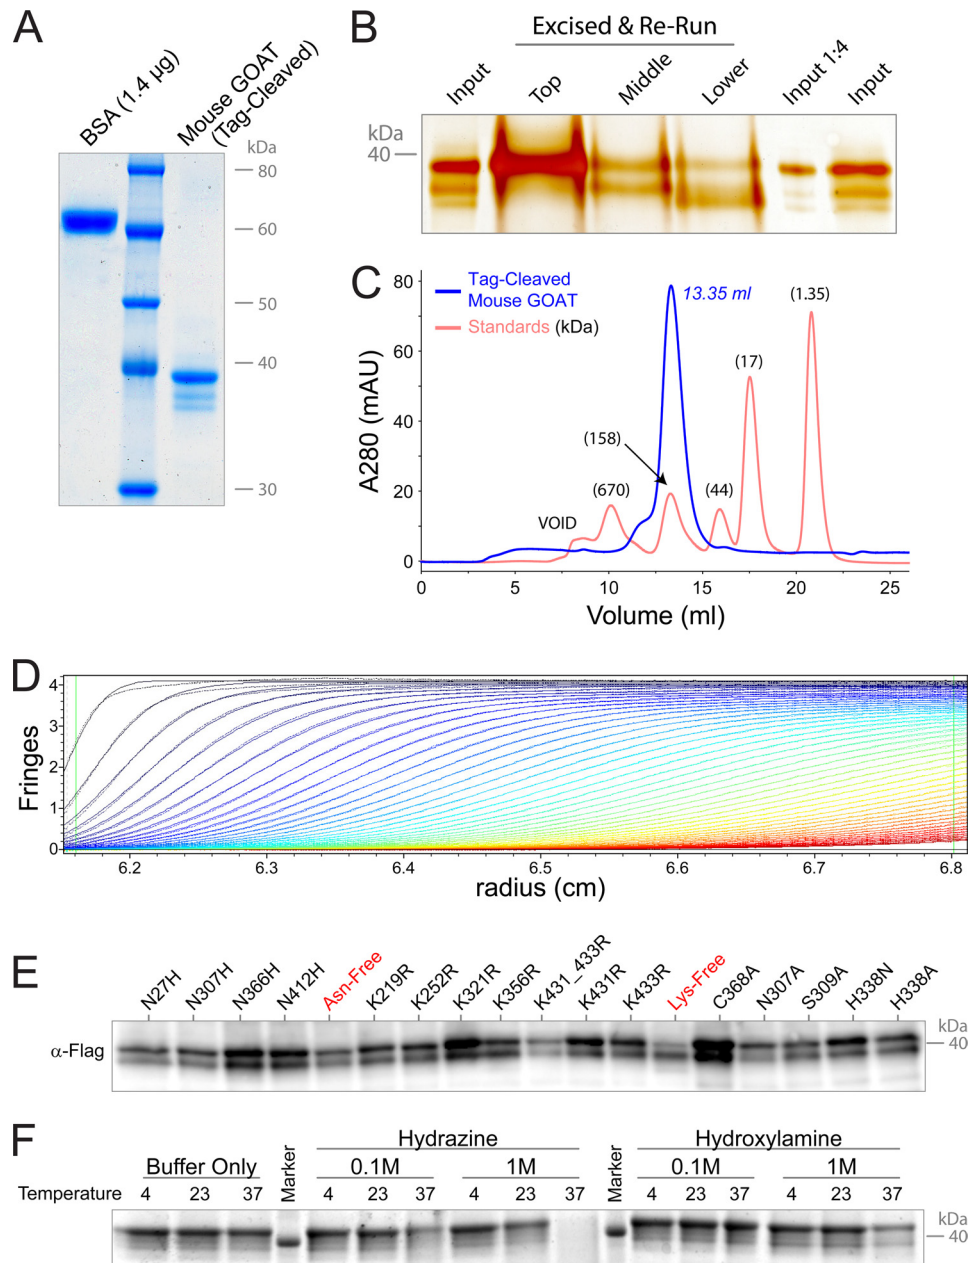 A
BSA (1.4 µg)
Mouse GOAT
(Tag-Cleaved)
kDa
80
60
50
40
30
B
Excised & Re-Run
Input
Top
Middle
Lower
Input 1:4
Input
kDa
40
C
Tag-Cleaved
Mouse GOAT
Standards (kDa)
13.35 ml
(1.35)
(17)
(158)
(670)
(44)
VOID
A280 (mAU)
80
60
40
20
0
0 5 10 15 20 25
Volume (ml)
D
Fringes
4
3
2
1
0
6.2 6.3 6.4 6.5 6.6 6.7 6.8
radius (cm)
E
N27H
N307H
N366H
N412H
Asn-Free
K219R
K252R
K321R
K356R
K431_433R
K431R
K433R
Lys-Free
C368A
N307A
S309A
H338N
H338A
α-Flag
kDa
40
F
Hydrazine
Hydroxylamine
Buffer Only
Marker
0.1M
1M
Marker
0.1M
1M
Temperature 4 23 37 4 23 37 4 23 37 4 23 37 4 23 37
kDa
40